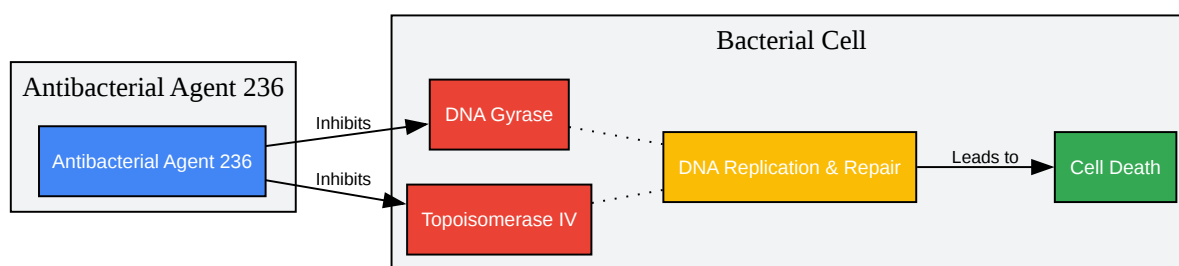 Bacterial Cell
Antibacterial Agent 236
Antibacterial Agent 236
Inhibits
Inhibits
DNA Gyrase
Topoisomerase IV
DNA Replication & Repair
Leads to
Cell Death